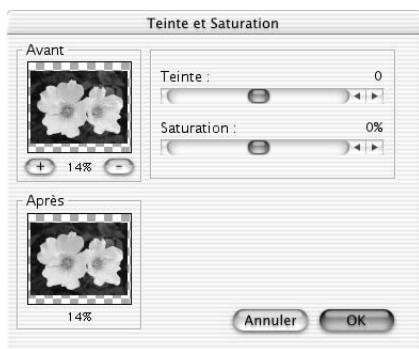 Teinte et Saturation
Avant
Teinte : 0
Saturation : 0%
+ 14% -
Après
14%
Annuler OK